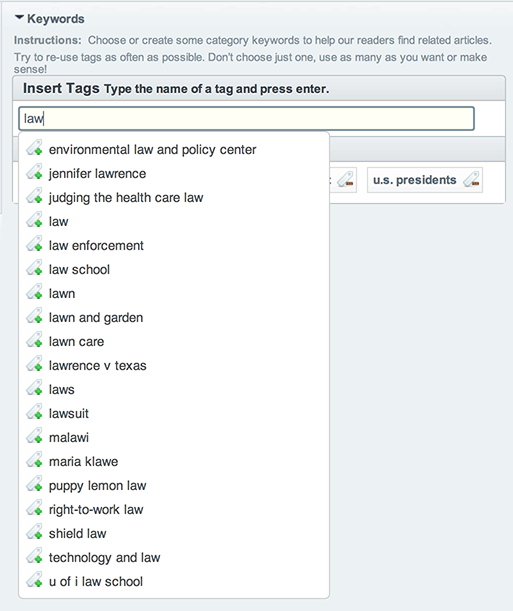 Keywords
Instructions: Choose or create some category keywords to help our readers find related articles.
Try to re-use tags as often as possible. Don't choose just one, use as many as you want or make
sense!
Insert Tags Type the name of a tag and press enter.
law
environmental law and policy center
jennifer lawrence
judging the health care law
law
law enforcement
law school
lawn
lawn and garden
lawn care
lawrence v texas
laws
lawsuit
malawi
maria klawe
puppy lemon law
right-to-work law
shield law
technology and law
u of i law school
u.s. presidents